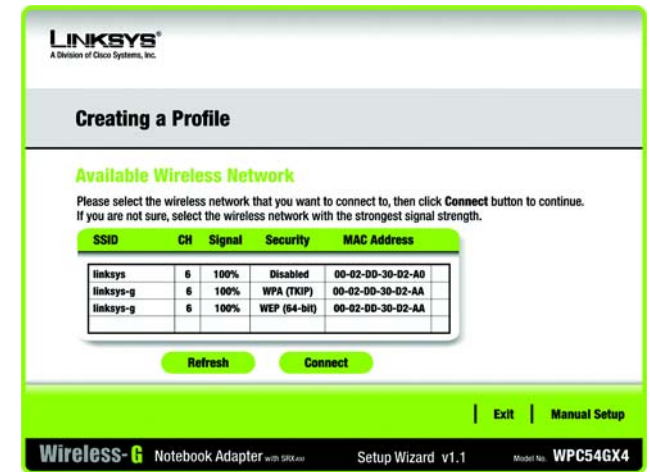 LINKSYS®
A Division of Cisco Systems, Inc.
Creating a Profile
Available Wireless Network
Please select the wireless network that you want to connect to, then click Connect button to continue.
If you are not sure, select the wireless network with the strongest signal strength.
SSID CH Signal Security MAC Address
linksys 6 100% Disabled 00-02-DD-30-D2-A0
linksys-g 6 100% WPA (TKIP) 00-02-DD-30-D2-AA
linksys-g 6 100% WEP (64-bit) 00-02-DD-30-D2-AA
Refresh Connect
Exit Manual Setup
Wireless-G Notebook Adapter with SRX400 Setup Wizard v1.1 Model No. WPC54GX4